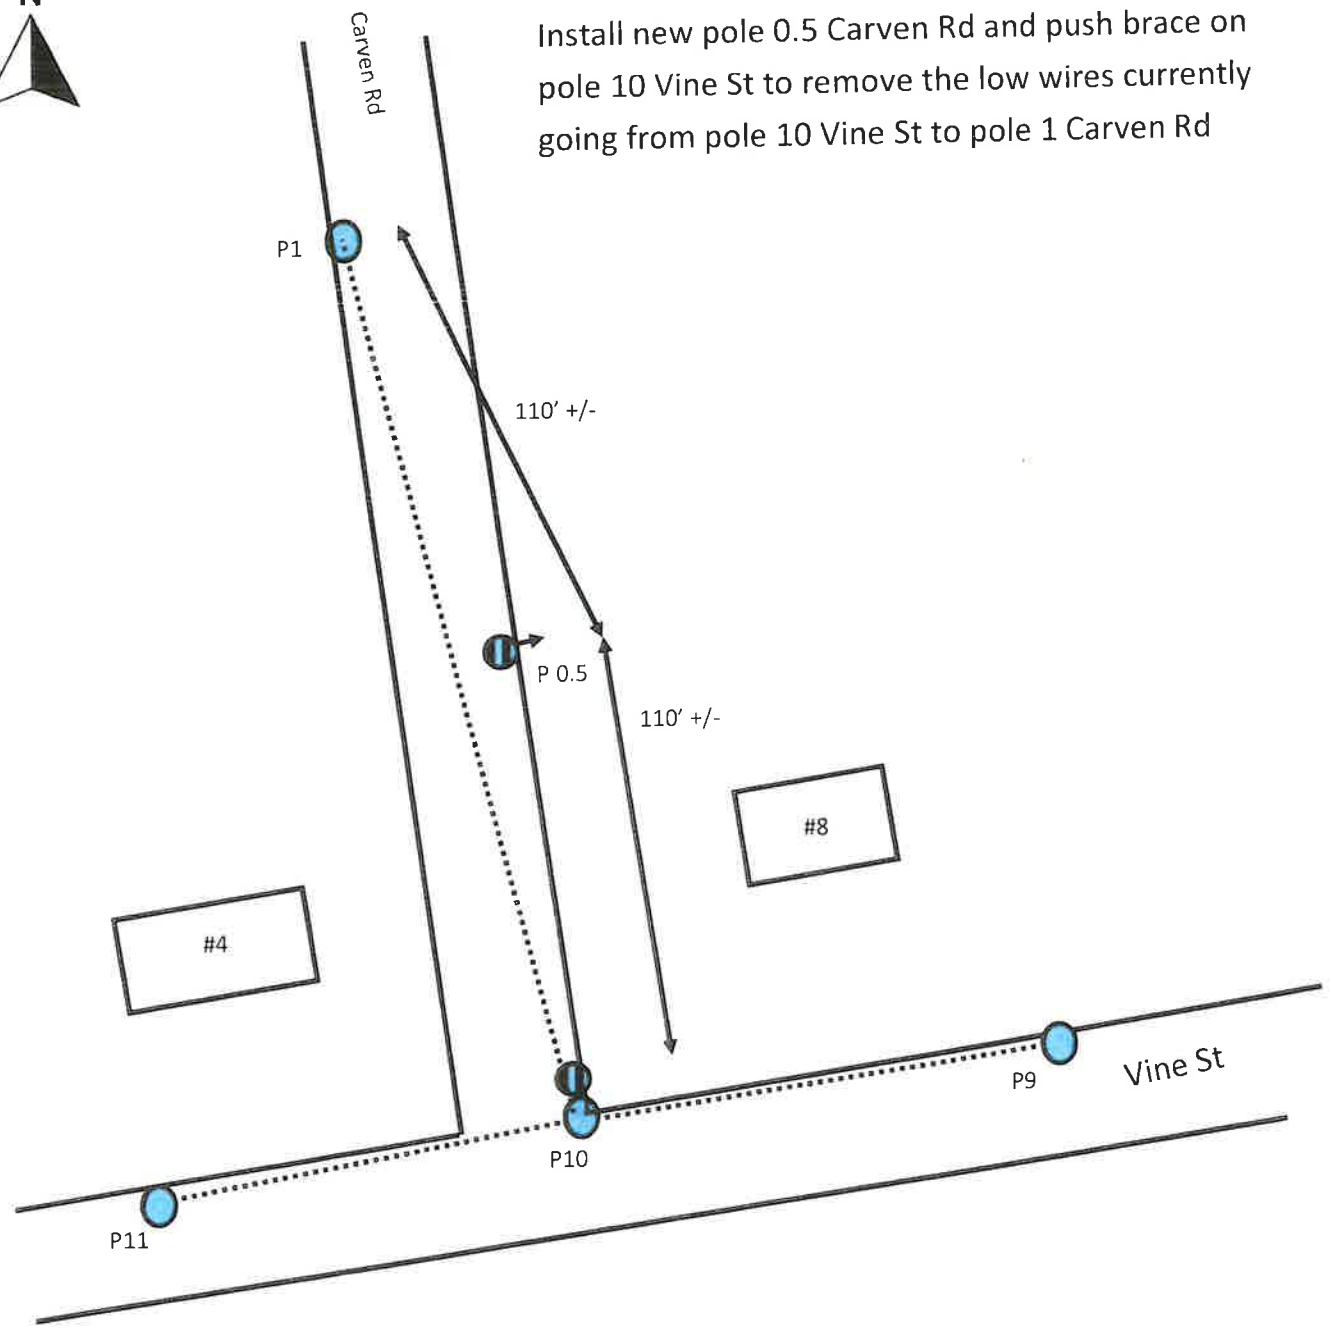 N
Carven Rd
Install new pole 0.5 Carven Rd and push brace on
pole 10 Vine St to remove the low wires currently
going from pole 10 Vine St to pole 1 Carven Rd
P1
110' +/-
P 0.5
110' +/-
#8
#4
P9
Vine St
P10
P11